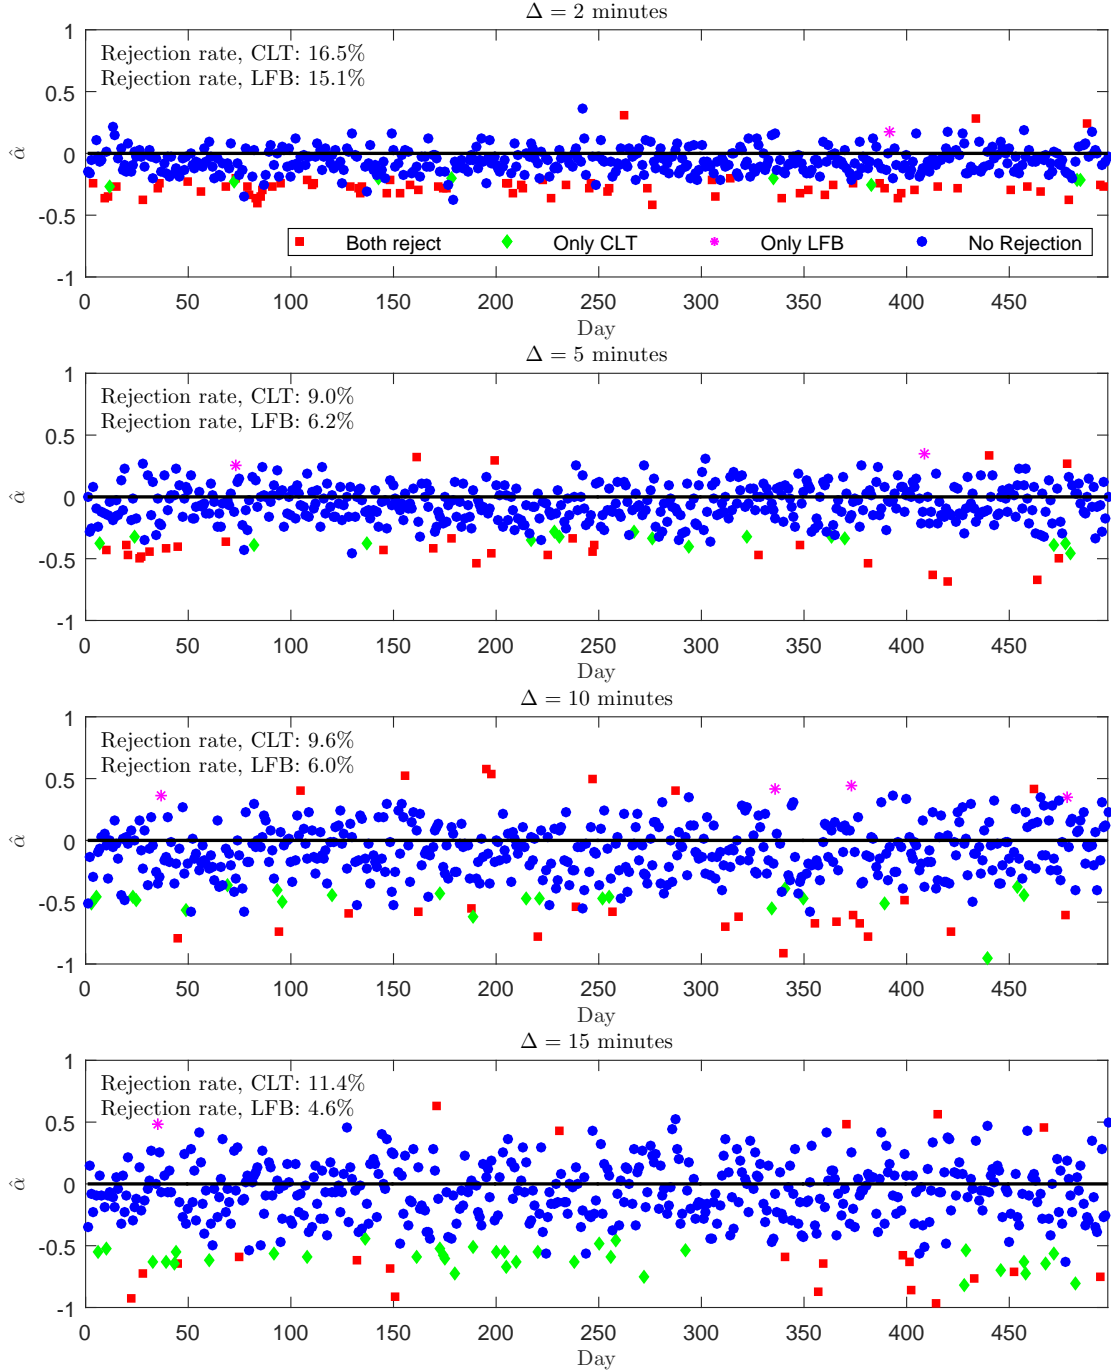 Δ = 2 minutes
1
0.5
0
-0.5
-1
α̂
Rejection rate, CLT: 16.5%
Rejection rate, LFB: 15.1%
Both reject Only CLT Only LFB No Rejection
0 50 100 150 200 250 300 350 400 450
Day
Δ = 5 minutes
1
0.5
0
-0.5
-1
α̂
Rejection rate, CLT: 9.0%
Rejection rate, LFB: 6.2%
0 50 100 150 200 250 300 350 400 450
Day
Δ = 10 minutes
1
0.5
0
-0.5
-1
α̂
Rejection rate, CLT: 9.6%
Rejection rate, LFB: 6.0%
0 50 100 150 200 250 300 350 400 450
Day
Δ = 15 minutes
1
0.5
0
-0.5
-1
α̂
Rejection rate, CLT: 11.4%
Rejection rate, LFB: 4.6%
0 50 100 150 200 250 300 350 400 450
Day